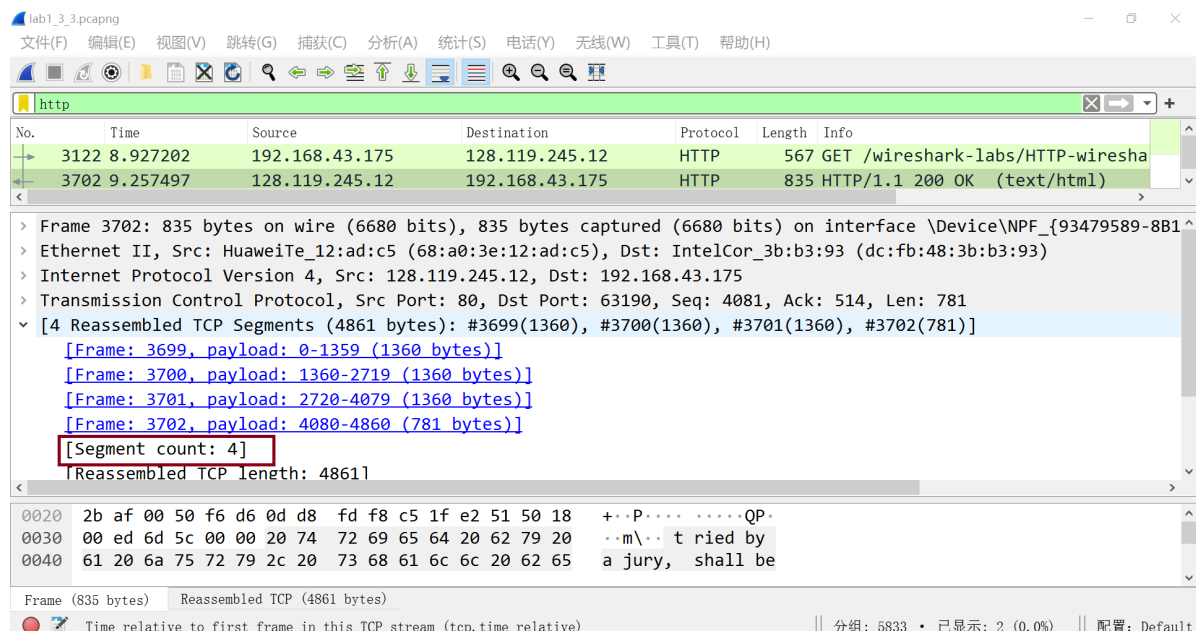 lab1_3_3.pcapng
文件(F) 编辑(E) 视图(V) 跳转(G) 捕获(C) 分析(A) 统计(S) 电话(Y) 无线(W) 工具(T) 帮助(H)
http
No. Time Source Destination Protocol Length Info
3122 8.927202 192.168.43.175 128.119.245.12 HTTP 567 GET /wireshark-labs/HTTP-wiresha
3702 9.257497 128.119.245.12 192.168.43.175 HTTP 835 HTTP/1.1 200 OK (text/html)
Frame 3702: 835 bytes on wire (6680 bits), 835 bytes captured (6680 bits) on interface \Device\NPF_{93479589-8B1
Ethernet II, Src: HuaweiTe_12:ad:c5 (68:a0:3e:12:ad:c5), Dst: IntelCor_3b:b3:93 (dc:fb:48:3b:b3:93)
Internet Protocol Version 4, Src: 128.119.245.12, Dst: 192.168.43.175
Transmission Control Protocol, Src Port: 80, Dst Port: 63190, Seq: 4081, Ack: 514, Len: 781
[4 Reassembled TCP Segments (4861 bytes): #3699(1360), #3700(1360), #3701(1360), #3702(781)]
[Frame: 3699, payload: 0-1359 (1360 bytes)]
[Frame: 3700, payload: 1360-2719 (1360 bytes)]
[Frame: 3701, payload: 2720-4079 (1360 bytes)]
[Frame: 3702, payload: 4080-4860 (781 bytes)]
[Segment count: 4]
[Reassembled TCP length: 4861]
0020 2b af 00 50 f6 d6 0d d8 fd f8 c5 1f e2 51 50 18 +··P···· ·····QP·
0030 00 ed 6d 5c 00 00 20 74 72 69 65 64 20 62 79 20 ··m\·· t ried by
0040 61 20 6a 75 72 79 2c 20 73 68 61 6c 6c 20 62 65 a jury, shall be
Frame (835 bytes) Reassembled TCP (4861 bytes)
Time relative to first frame in this TCP stream (tcp.time_relative) 分组: 5833 · 已显示: 2 (0.0%) 配置: Default